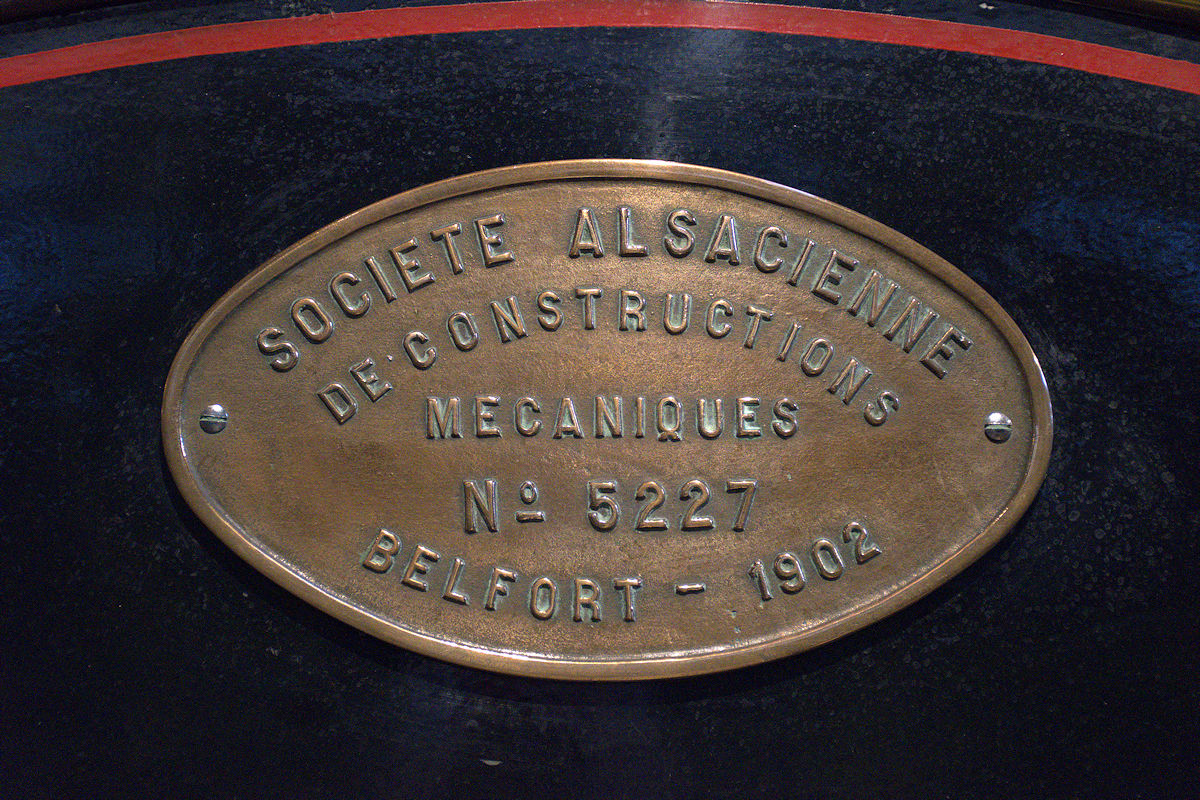 SOCIETE ALSACIENNE
DE CONSTRUCTIONS
MECANIQUES
Nº 5227
BELFORT - 1902